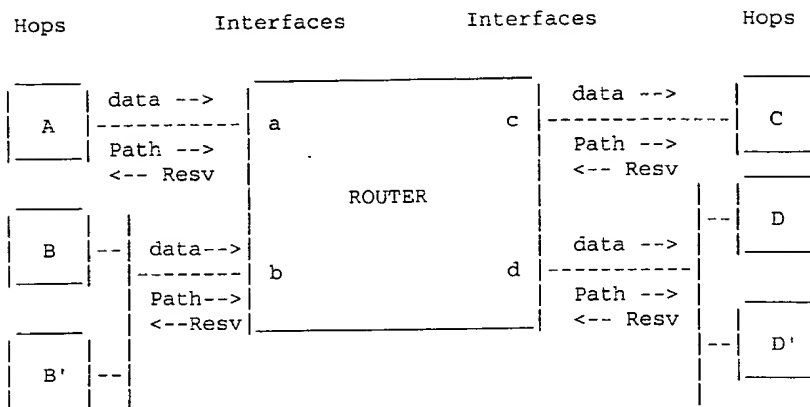 Hops Interfaces Interfaces Hops
data --> data -->
A a c C
Path --> Path -->
<-- Resv <-- Resv
ROUTER
B data--> data --> D
b d
Path--> Path -->
<--Resv <-- Resv
B' D'